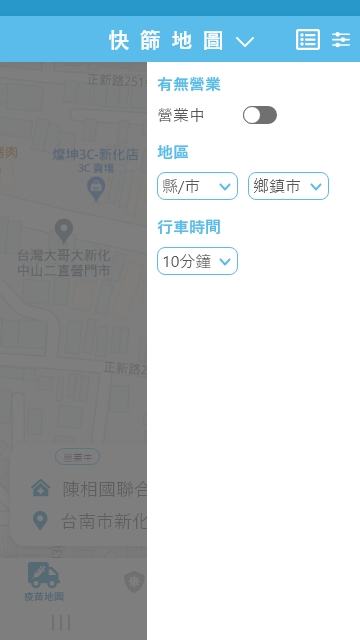 快篩地圖
有無營業
營業中
地區
縣/市
鄉鎮市
行車時間
10分鐘
正新路251
燦坤3C-新化店
3C 賣場
台灣大哥大新化
中山二直營門市
正新路2
營業中
陳相國聯合
台南市新化
疫苗地圖